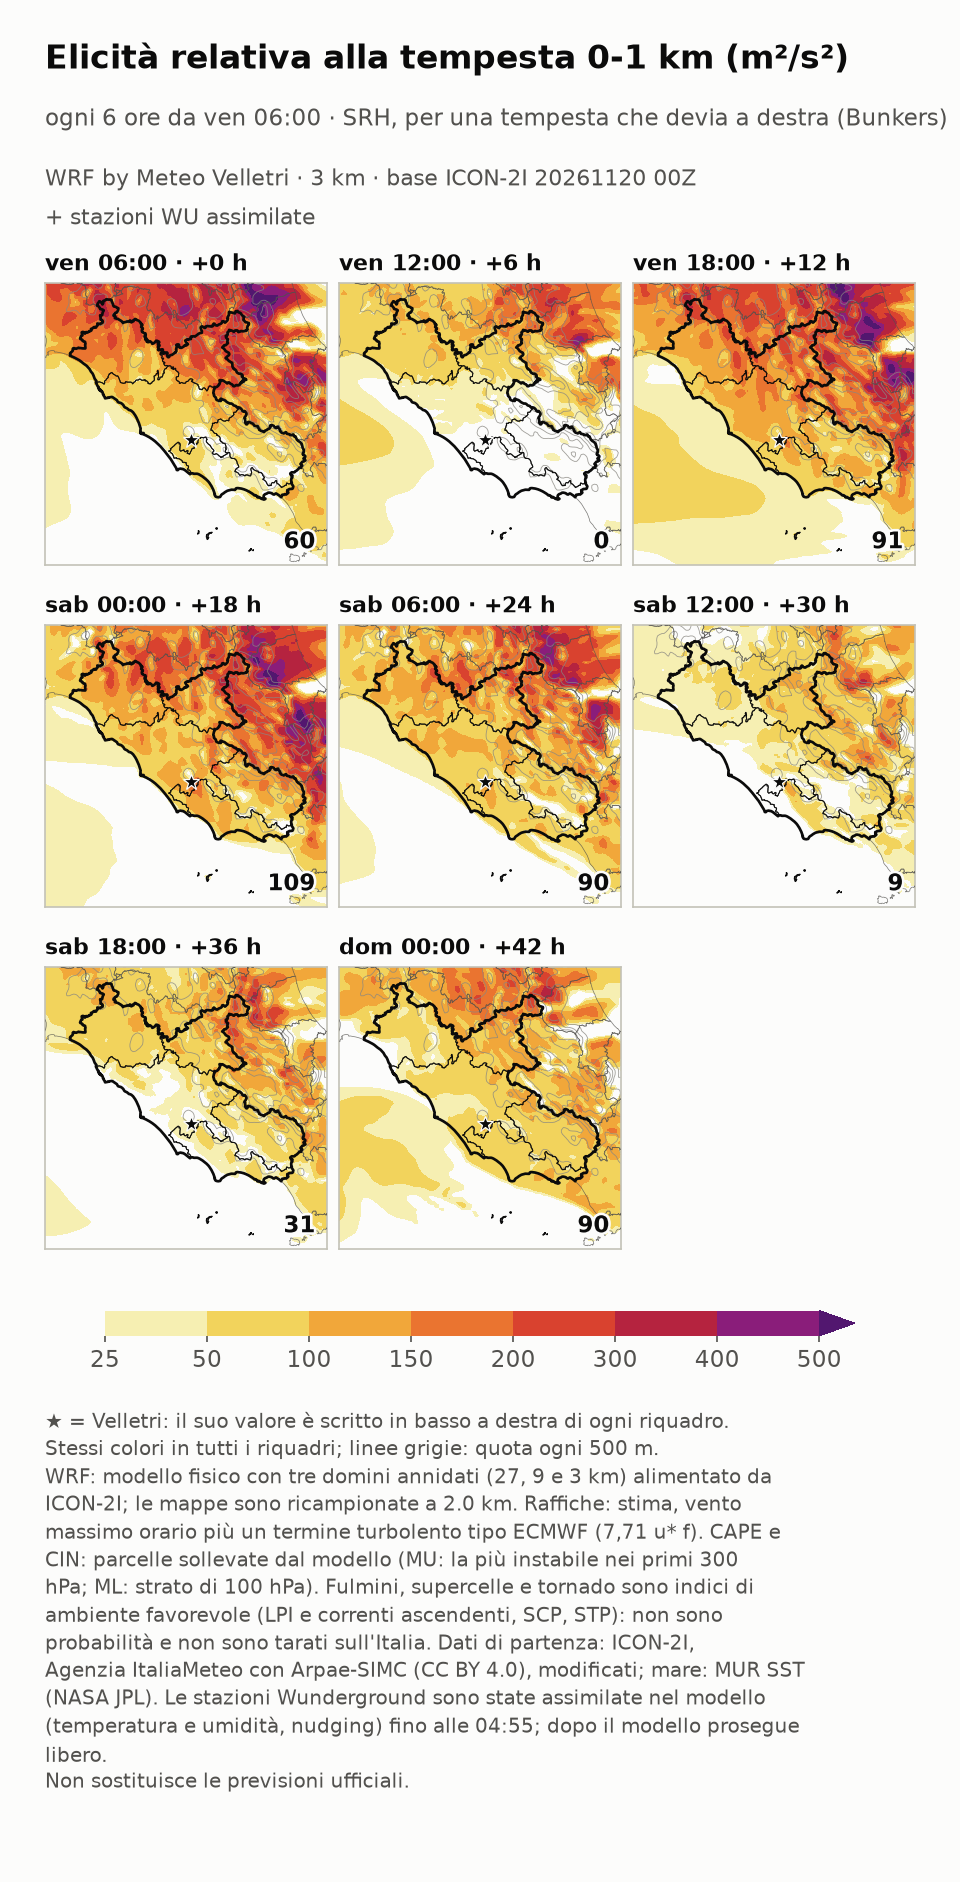 Elicità relativa alla tempesta 0-1 km (m²/s²)
ogni 6 ore da ven 06:00 · SRH, per una tempesta che devia a destra (Bunkers)
WRF by Meteo Velletri · 3 km · base ICON-2I 20261120 00Z
+ stazioni WU assimilate
ven 06:00 · +0 h
ven 12:00 · +6 h
ven 18:00 · +12 h
60
0
91
sab 00:00 · +18 h
sab 06:00 · +24 h
sab 12:00 · +30 h
109
90
9
sab 18:00 · +36 h
dom 00:00 · +42 h
31
90
25 50 100 150 200 300 400 500
★ = Velletri: il suo valore è scritto in basso a destra di ogni riquadro.
Stessi colori in tutti i riquadri; linee grigie: quota ogni 500 m.
WRF: modello fisico con tre domini annidati (27, 9 e 3 km) alimentato da
ICON-2I; le mappe sono ricampionate a 2.0 km. Raffiche: stima, vento
massimo orario più un termine turbolento tipo ECMWF (7,71 u* f). CAPE e
CIN: parcelle sollevate dal modello (MU: la più instabile nei primi 300
hPa; ML: strato di 100 hPa). Fulmini, supercelle e tornado sono indici di
ambiente favorevole (LPI e correnti ascendenti, SCP, STP): non sono
probabilità e non sono tarati sull'Italia. Dati di partenza: ICON-2I,
Agenzia ItaliaMeteo con Arpae-SIMC (CC BY 4.0), modificati; mare: MUR SST
(NASA JPL). Le stazioni Wunderground sono state assimilate nel modello
(temperatura e umidità, nudging) fino alle 04:55; dopo il modello prosegue
libero.
Non sostituisce le previsioni ufficiali.